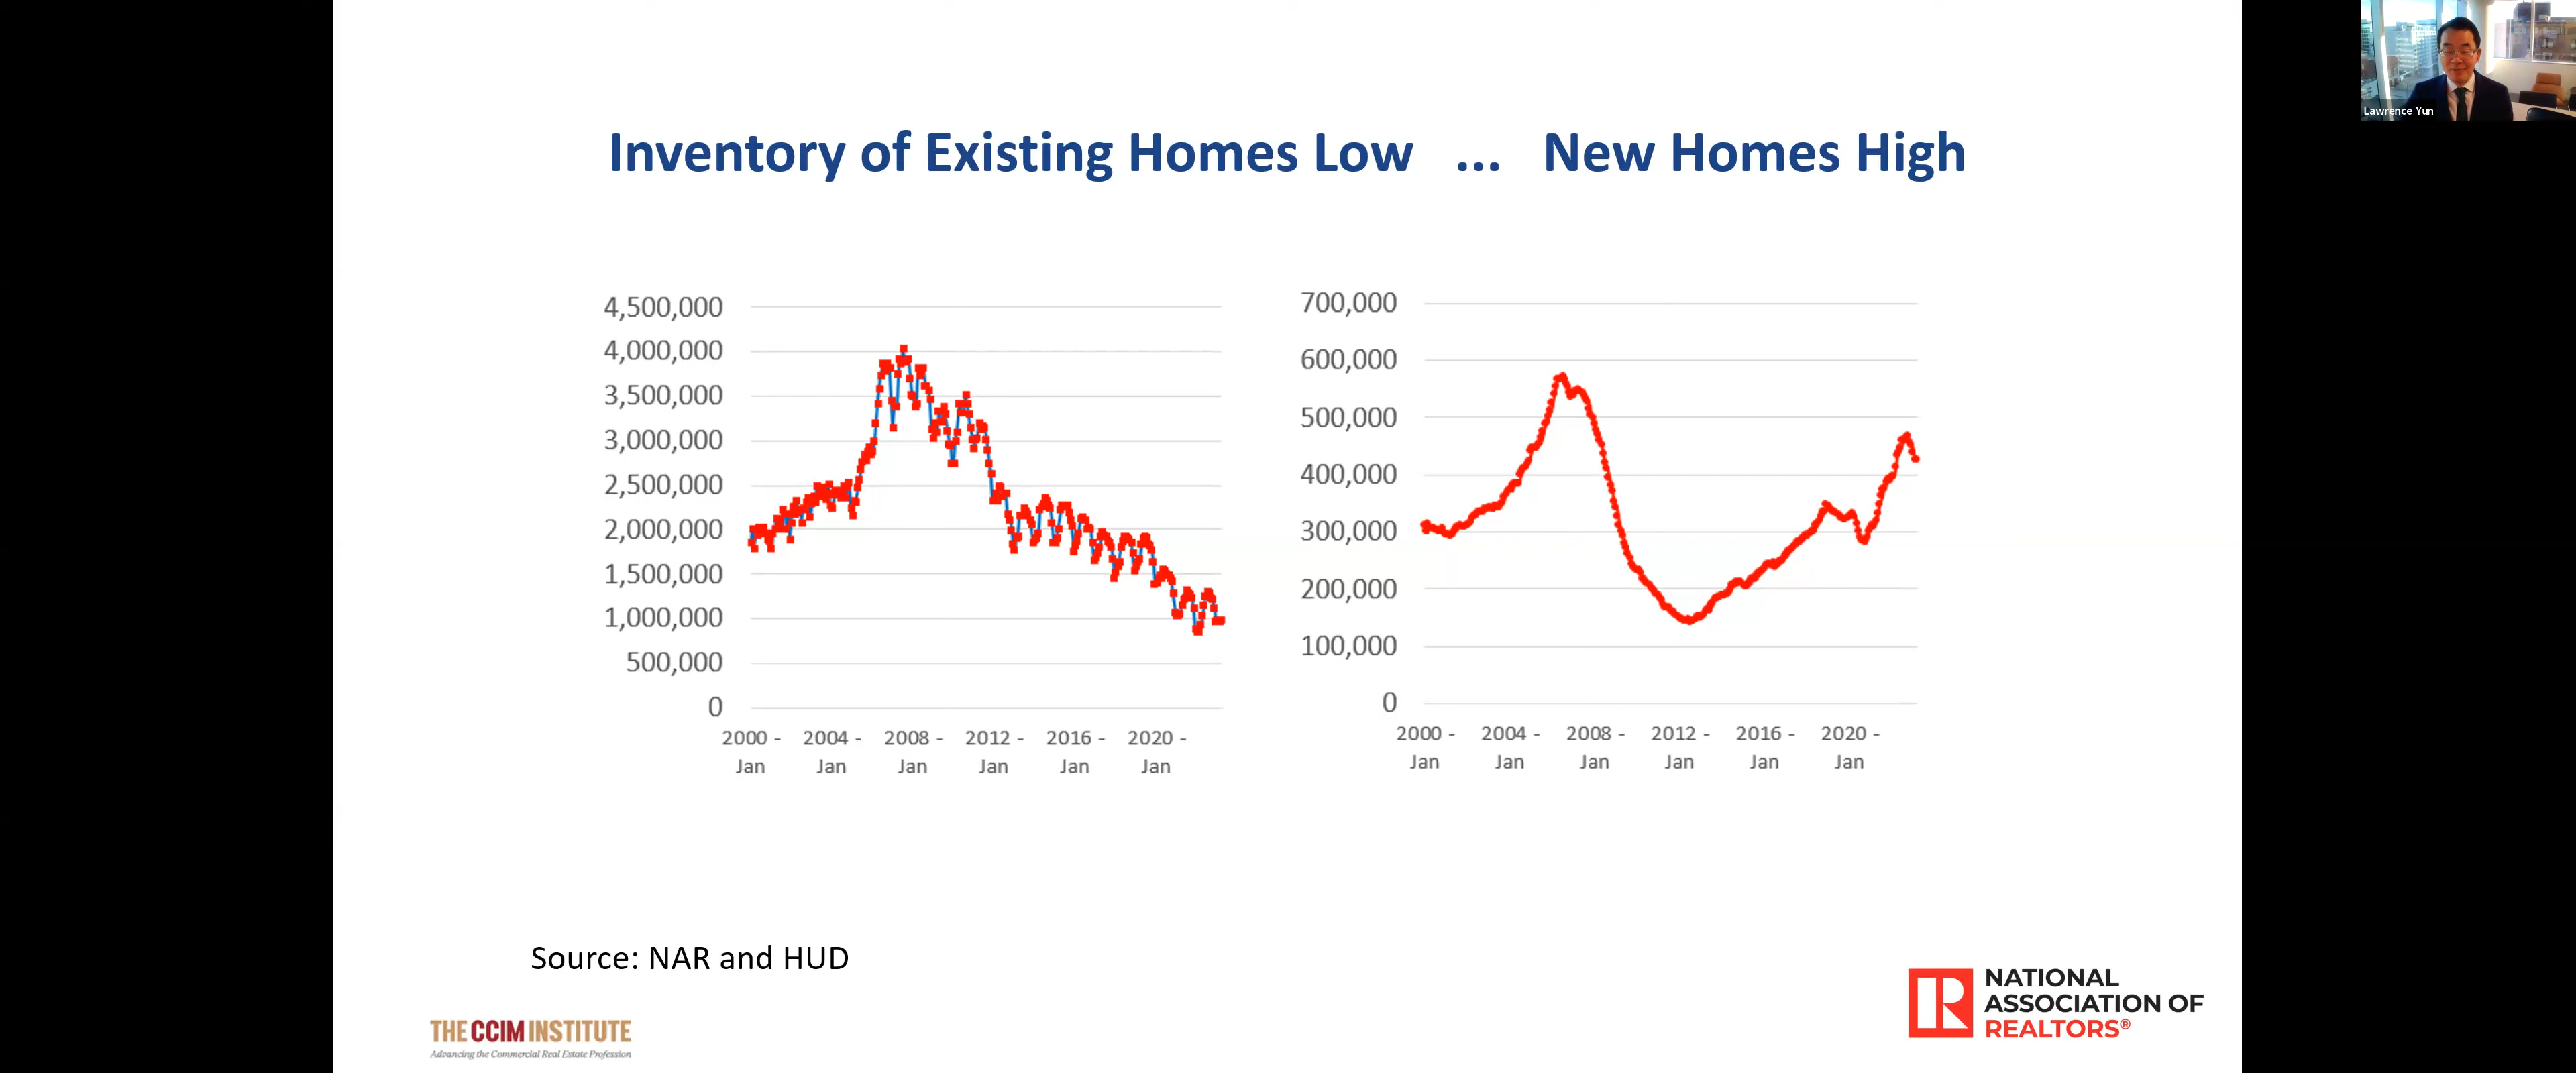 Lawrence Yun
Inventory of Existing Homes Low ... New Homes High
4,500,000
4,000,000
3,500,000
3,000,000
2,500,000
2,000,000
1,500,000
1,000,000
500,000
0
2000 - Jan
2004 - Jan
2008 - Jan
2012 - Jan
2016 - Jan
2020 - Jan
700,000
600,000
500,000
400,000
300,000
200,000
100,000
0
2000 - Jan
2004 - Jan
2008 - Jan
2012 - Jan
2016 - Jan
2020 - Jan
Source: NAR and HUD
THE CCIM INSTITUTE
Advancing the Commercial Real Estate Profession
R
NATIONAL
ASSOCIATION OF
REALTORS®